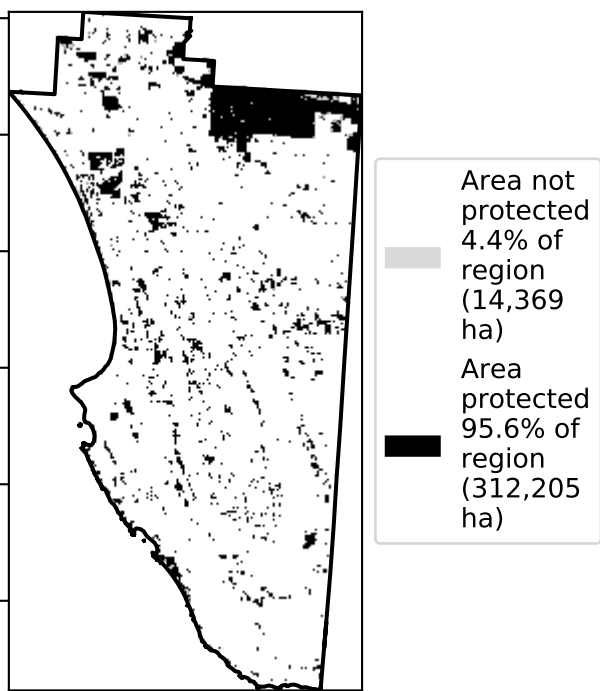 Area not
protected
4.4% of
region
(14,369
ha)
Area
protected
95.6% of
region
(312,205
ha)